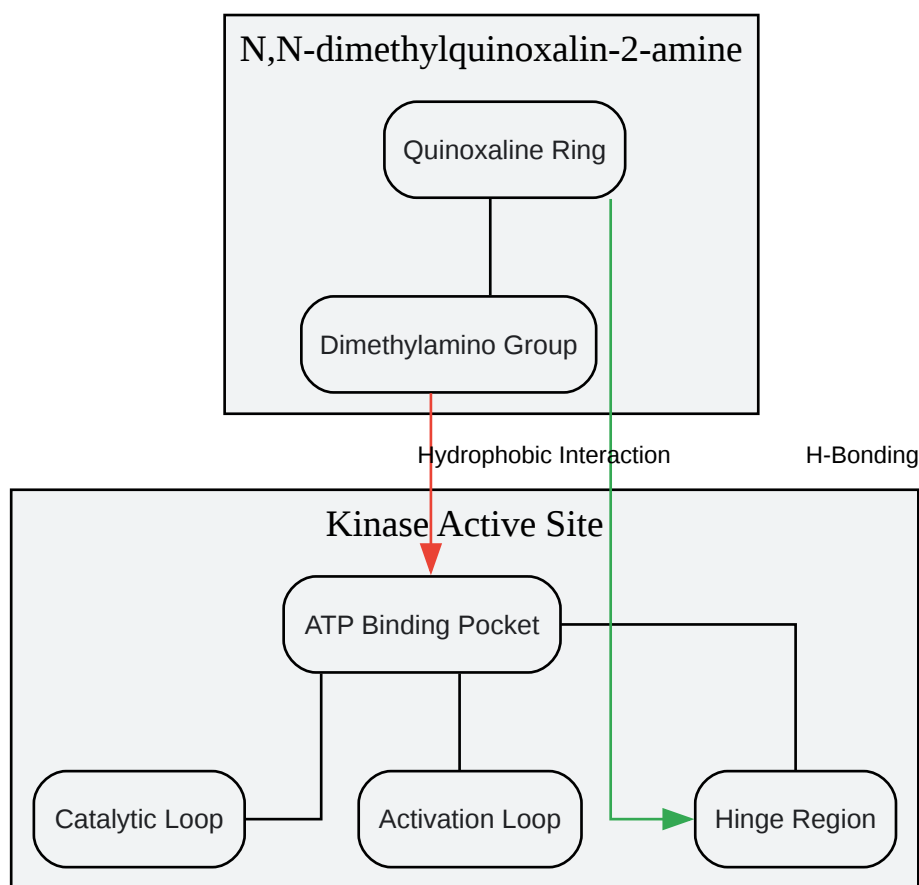 N,N-dimethylquinoxalin-2-amine
Quinoxaline Ring
Dimethylamino Group
Hydrophobic Interaction
H-Bonding
Kinase Active Site
ATP Binding Pocket
Catalytic Loop
Activation Loop
Hinge Region